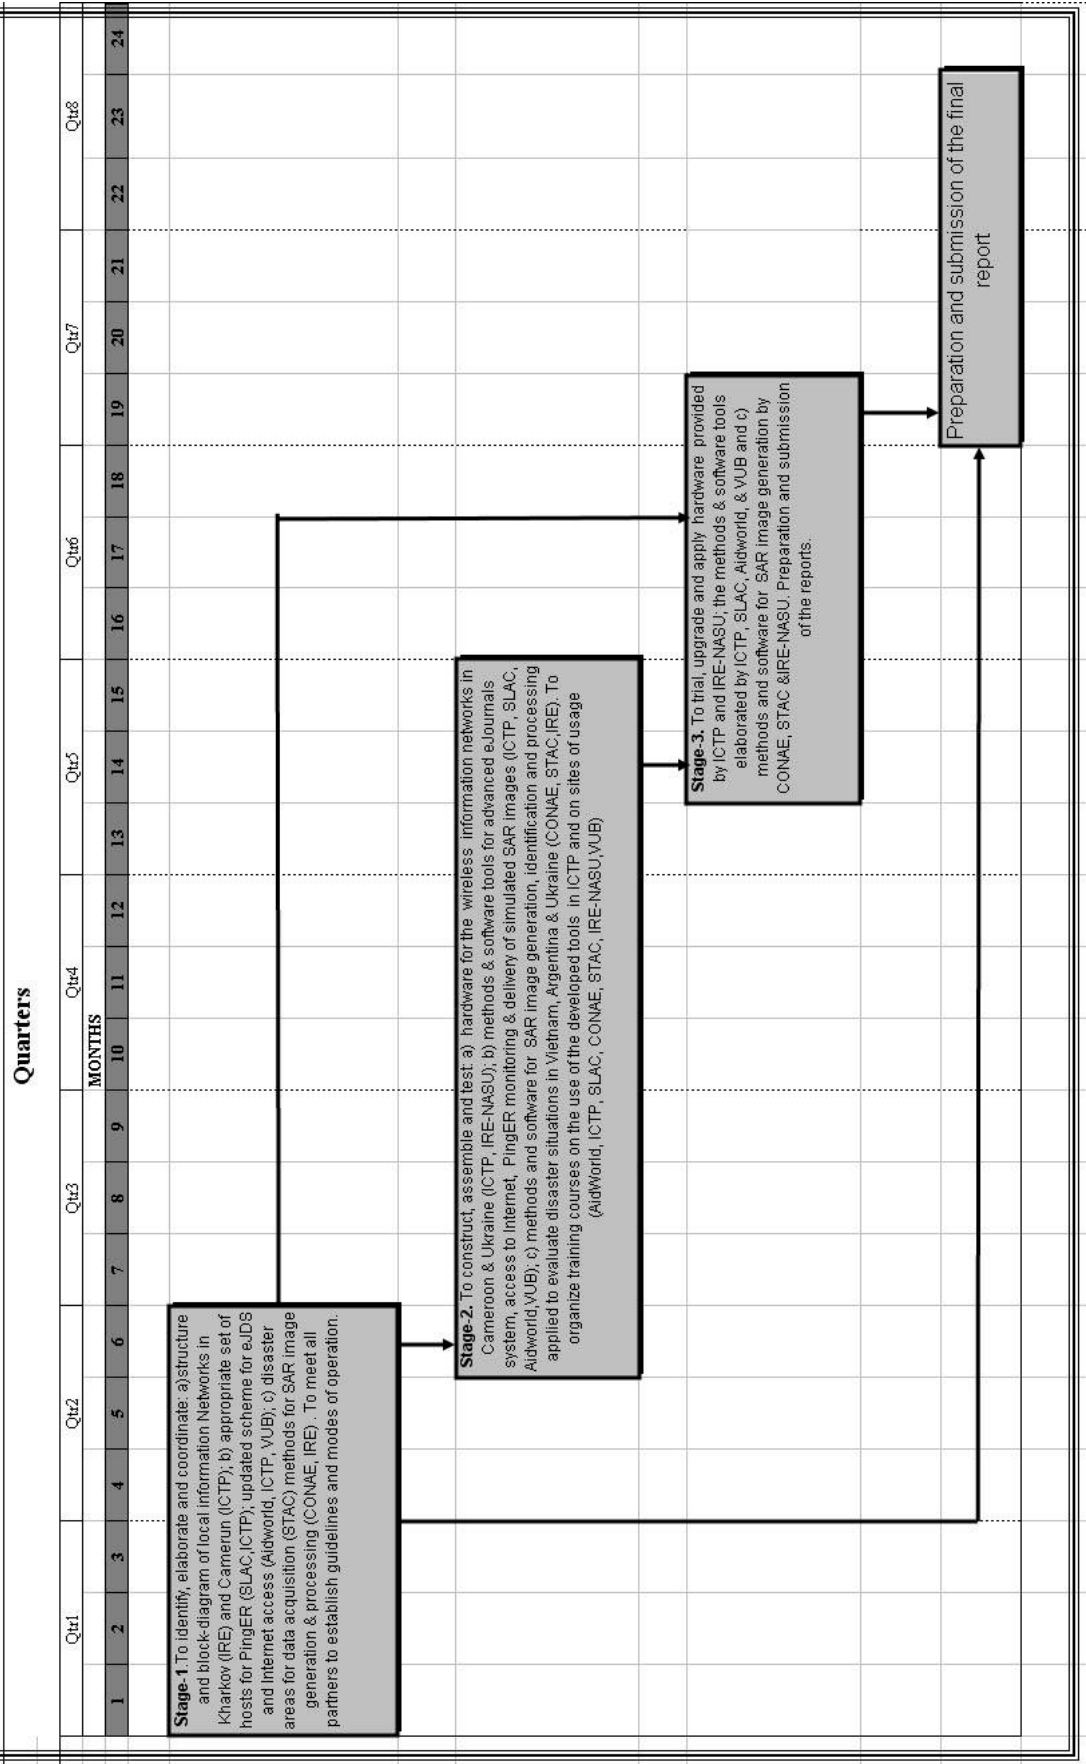 Quarters
Qtr1 Qtr2 Qtr3 Qtr4 Qtr5 Qtr6 Qtr7 Qtr8
MONTHS
1 2 3 4 5 6 7 8 9 10 11 12 13 14 15 16 17 18 19 20 21 22 23 24
Stage-1.To identify, elaborate and coordinate: a)structure
and block-diagram of local information Networks in
Kharkov (IRE) and Camerun (ICTP); b) appropriate set of
hosts for PingER (SLAC,ICTP); updated scheme for eJDS
and Internet access (Aidworld, ICTP, VUB); c) disaster
areas for data acquisition (STAC) methods for SAR image
generation & processing (CONAE, IRE) . To meet all
partners to establish guidelines and modes of operation.
Stage-2. To construct, assemble and test: a) hardware for the wireless information networks in
Cameroon & Ukraine (ICTP, IRE-NASU); b) methods & software tools for advanced eJournals
system, access to Internet, PingER monitoring & delivery of simulated SAR images (ICTP, SLAC,
Aidworld,VUB); c) methods and software for SAR image generation, identification and processing
applied to evaluate disaster situations in Vietnam, Argentina & Ukraine (CONAE, STAC,IRE). To
organize training courses on the use of the developed tools in ICTP and on sites of usage
(AidWorld, ICTP, SLAC, CONAE, STAC, IRE-NASU,VUB)
Stage-3. To trial, upgrade and apply hardware provided
by ICTP and IRE-NASU; the methods & software tools
elaborated by ICTP, SLAC, Aidworld, & VUB and c)
methods and software for SAR image generation by
CONAE, STAC &IRE-NASU. Preparation and submission
of the reports.
Preparation and submission of the final
report